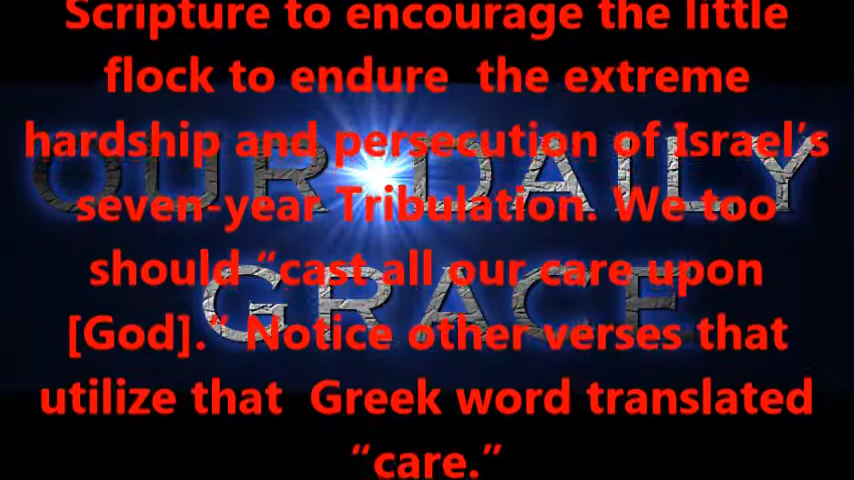 Scripture to encourage the little
flock to endure  the extreme
hardship and persecution of Israel’s
seven-year Tribulation. We too
should “cast all our care upon
[God].” Notice other verses that
utilize that  Greek word translated
“care.”
OUR DAILY
GRACE